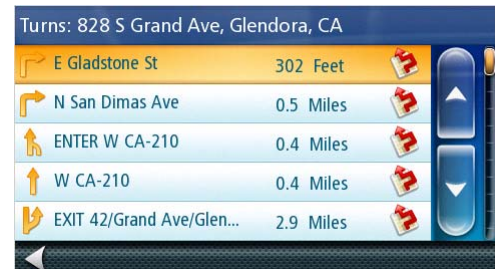 Turns: 828 S Grand Ave, Glendora, CA
E Gladstone St 302 Feet
N San Dimas Ave 0.5 Miles
ENTER W CA-210 0.4 Miles
W CA-210 0.4 Miles
EXIT 42/Grand Ave/Glen... 2.9 Miles